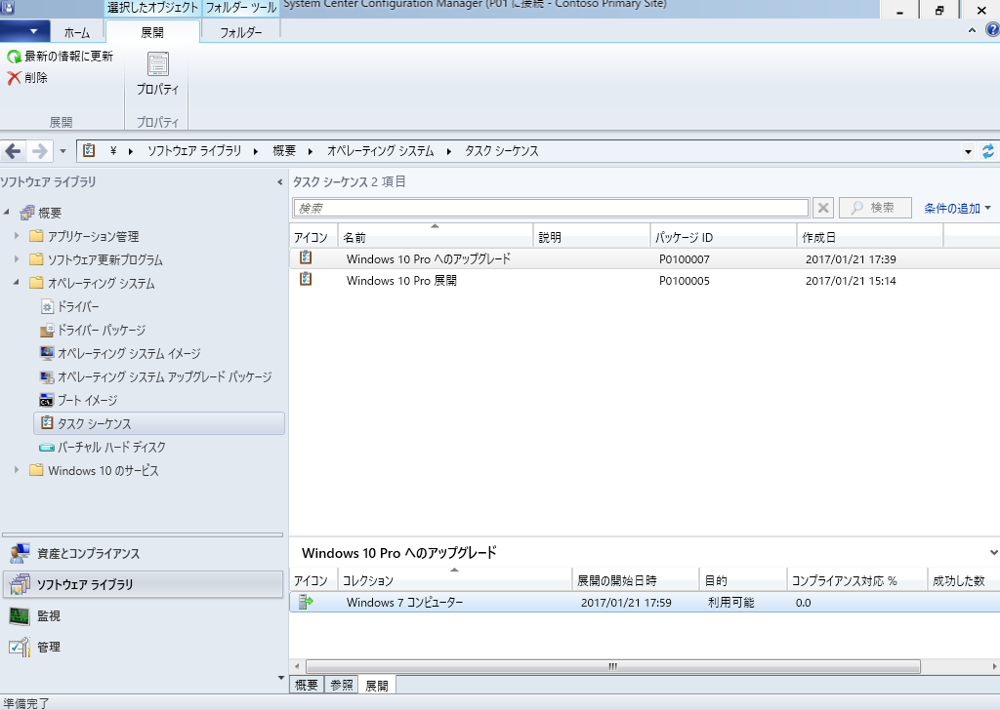 選択したオブジェクト フォルダー ツール System Center Configuration Manager (P01 に接続 - Contoso Primary Site)
ホーム 展開 フォルダー
最新の情報に更新
削除
プロパティ
展開 プロパティ
¥ ソフトウェア ライブラリ 概要 オペレーティング システム タスク シーケンス
ソフトウェア ライブラリ
概要
アプリケーション管理
ソフトウェア更新プログラム
オペレーティング システム
ドライバー
ドライバー パッケージ
オペレーティング システム イメージ
オペレーティング システム アップグレード パッケージ
ブート イメージ
タスク シーケンス
バーチャル ハード ディスク
Windows 10 のサービス
資産とコンプライアンス
ソフトウェア ライブラリ
監視
管理
タスク シーケンス 2 項目
検索 検索 条件の追加
アイコン 名前 説明 パッケージ ID 作成日
Windows 10 Pro へのアップグレード P0100007 2017/01/21 17:39
Windows 10 Pro 展開 P0100005 2017/01/21 15:14
Windows 10 Pro へのアップグレード
アイコン コレクション 展開の開始日時 目的 コンプライアンス対応 % 成功した数
Windows 7 コンピューター 2017/01/21 17:59 利用可能 0.0
概要 参照 展開
準備完了